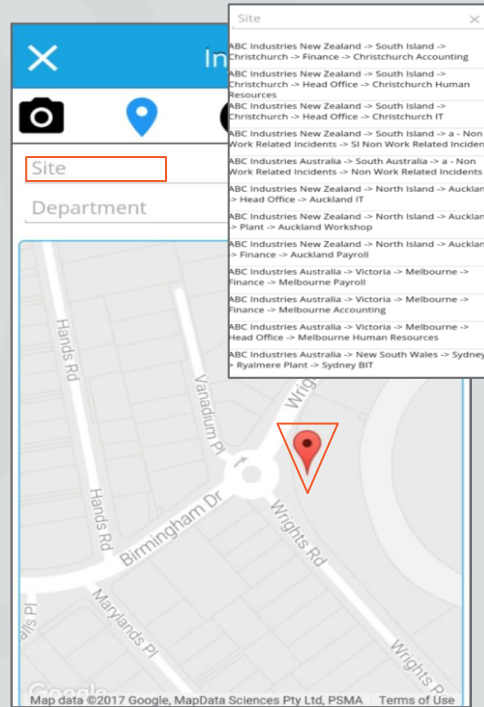 In
Site
Department
Site
ABC Industries New Zealand -> South Island ->
Christchurch -> Finance -> Christchurch Accounting
ABC Industries New Zealand -> South Island ->
Christchurch -> Head Office -> Christchurch Human
Resources
ABC Industries New Zealand -> South Island ->
Christchurch -> Head Office -> Christchurch IT
ABC Industries New Zealand -> South Island -> a - Non
Work Related Incidents -> SI Non Work Related Inciden
ABC Industries Australia -> South Australia -> a - Non
Work Related Incidents -> Non Work Related Incidents
ABC Industries New Zealand -> North Island -> Aucklan
-> Head Office -> Auckland IT
ABC Industries New Zealand -> North Island -> Aucklan
-> Plant -> Auckland Workshop
ABC Industries New Zealand -> North Island -> Aucklan
-> Finance -> Auckland Payroll
ABC Industries Australia -> Victoria -> Melbourne ->
Finance -> Melbourne Payroll
ABC Industries Australia -> Victoria -> Melbourne ->
Finance -> Melbourne Accounting
ABC Industries Australia -> Victoria -> Melbourne ->
Head Office -> Melbourne Human Resources
ABC Industries Australia -> New South Wales -> Sydney
-> Ryalmere Plant -> Sydney BIT
Hands Rd
Vanadium Pl
Wrig
Hands Rd
Birmingham Dr
Wrights Rd
Marylands Pl
alls Pl
Wrights R
Google
Map data ©2017 Google, MapData Sciences Pty Ltd, PSMA Terms of Use